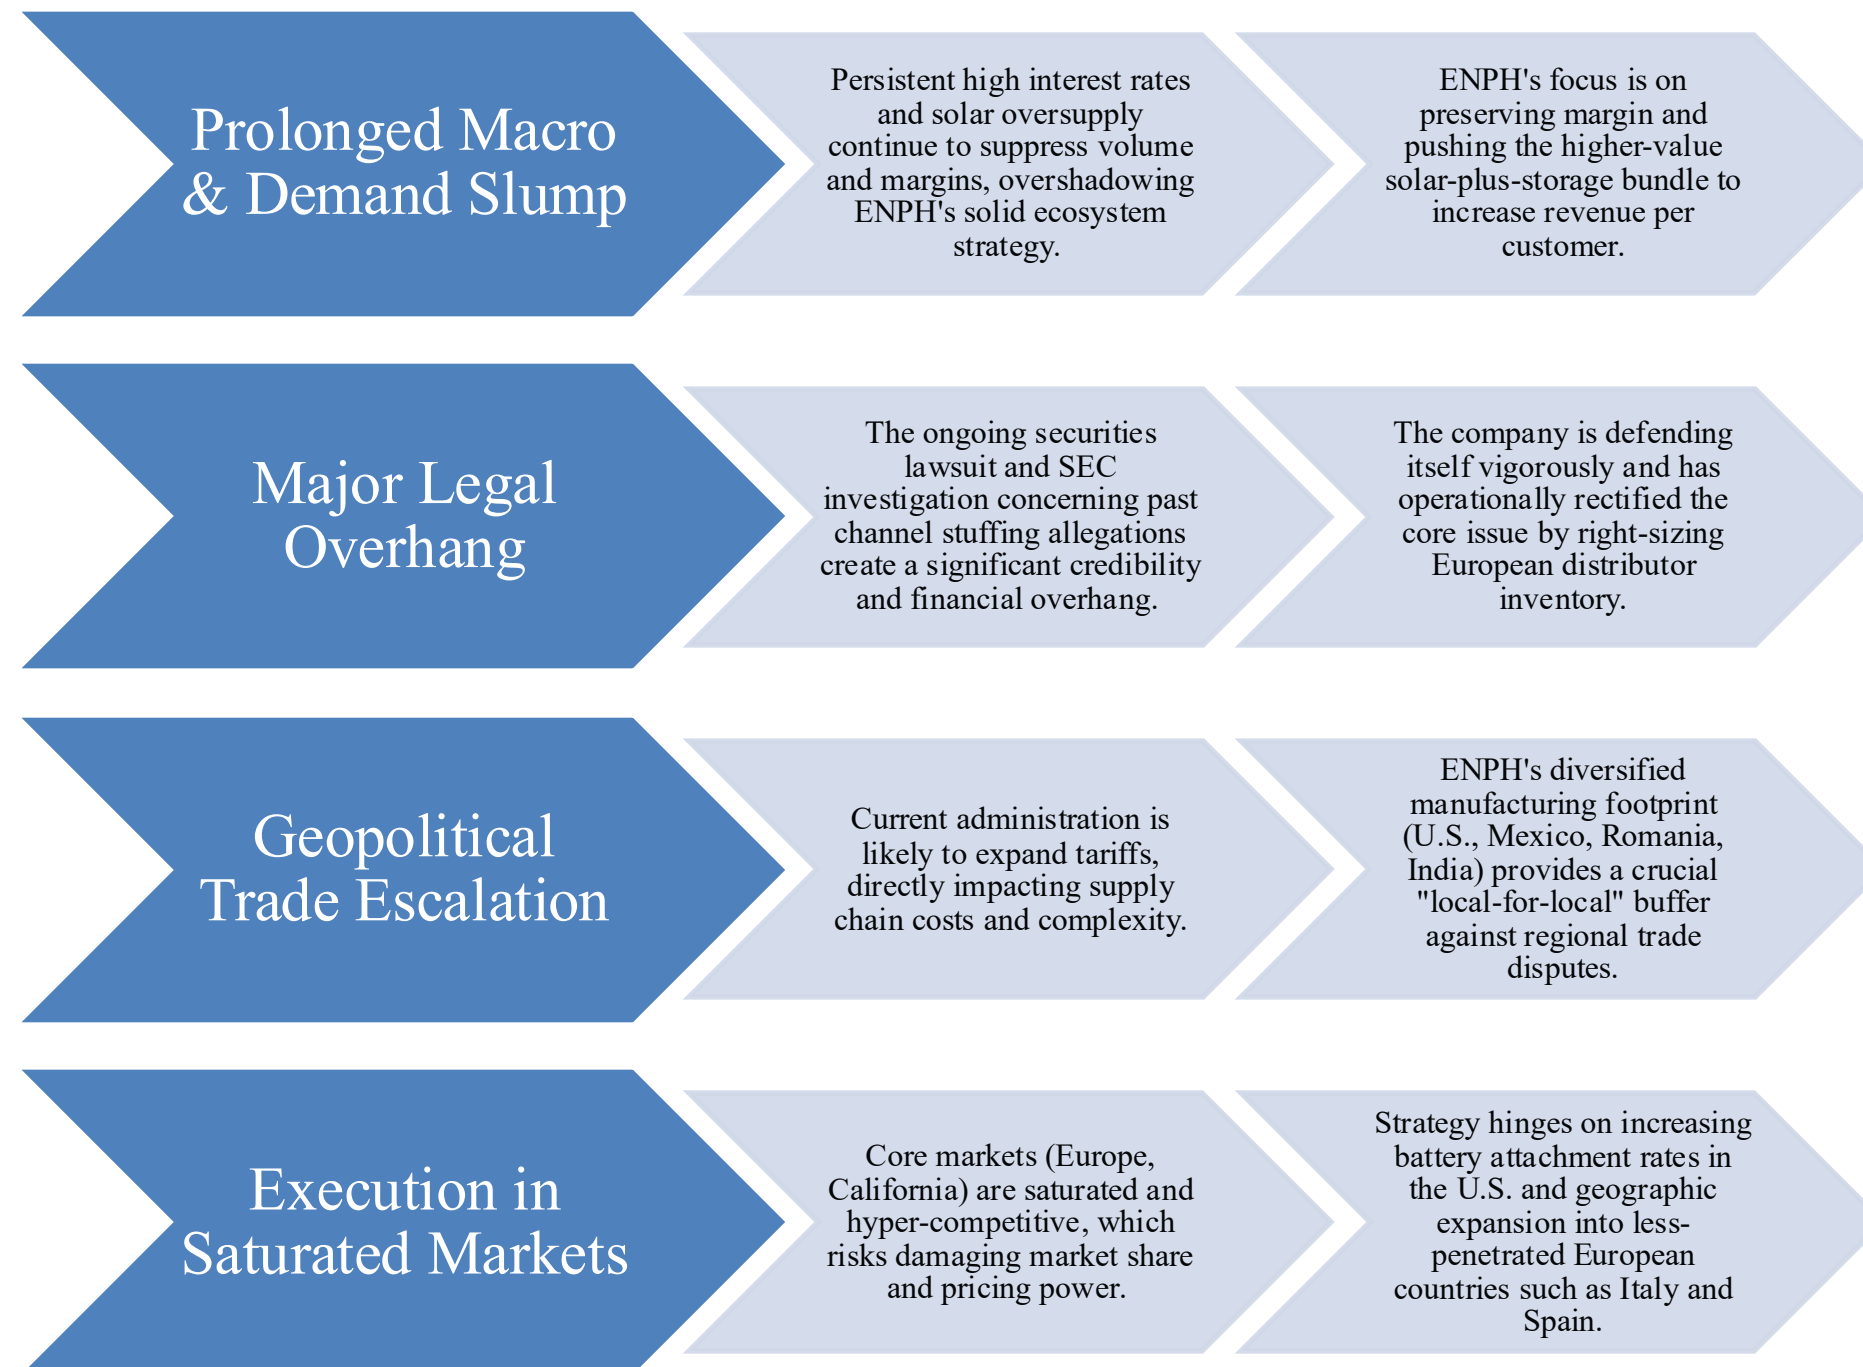 Prolonged Macro
& Demand Slump
Persistent high interest rates
and solar oversupply
continue to suppress volume
and margins, overshadowing
ENPH's solid ecosystem
strategy.
ENPH's focus is on
preserving margin and
pushing the higher-value
solar-plus-storage bundle to
increase revenue per
customer.
Major Legal
Overhang
The ongoing securities
lawsuit and SEC
investigation concerning past
channel stuffing allegations
create a significant credibility
and financial overhang.
The company is defending
itself vigorously and has
operationally rectified the
core issue by right-sizing
European distributor
inventory.
Geopolitical
Trade Escalation
Current administration is
likely to expand tariffs,
directly impacting supply
chain costs and complexity.
ENPH's diversified
manufacturing footprint
(U.S., Mexico, Romania,
India) provides a crucial
"local-for-local" buffer
against regional trade
disputes.
Execution in
Saturated Markets
Core markets (Europe,
California) are saturated and
hyper-competitive, which
risks damaging market share
and pricing power.
Strategy hinges on increasing
battery attachment rates in
the U.S. and geographic
expansion into less-
penetrated European
countries such as Italy and
Spain.